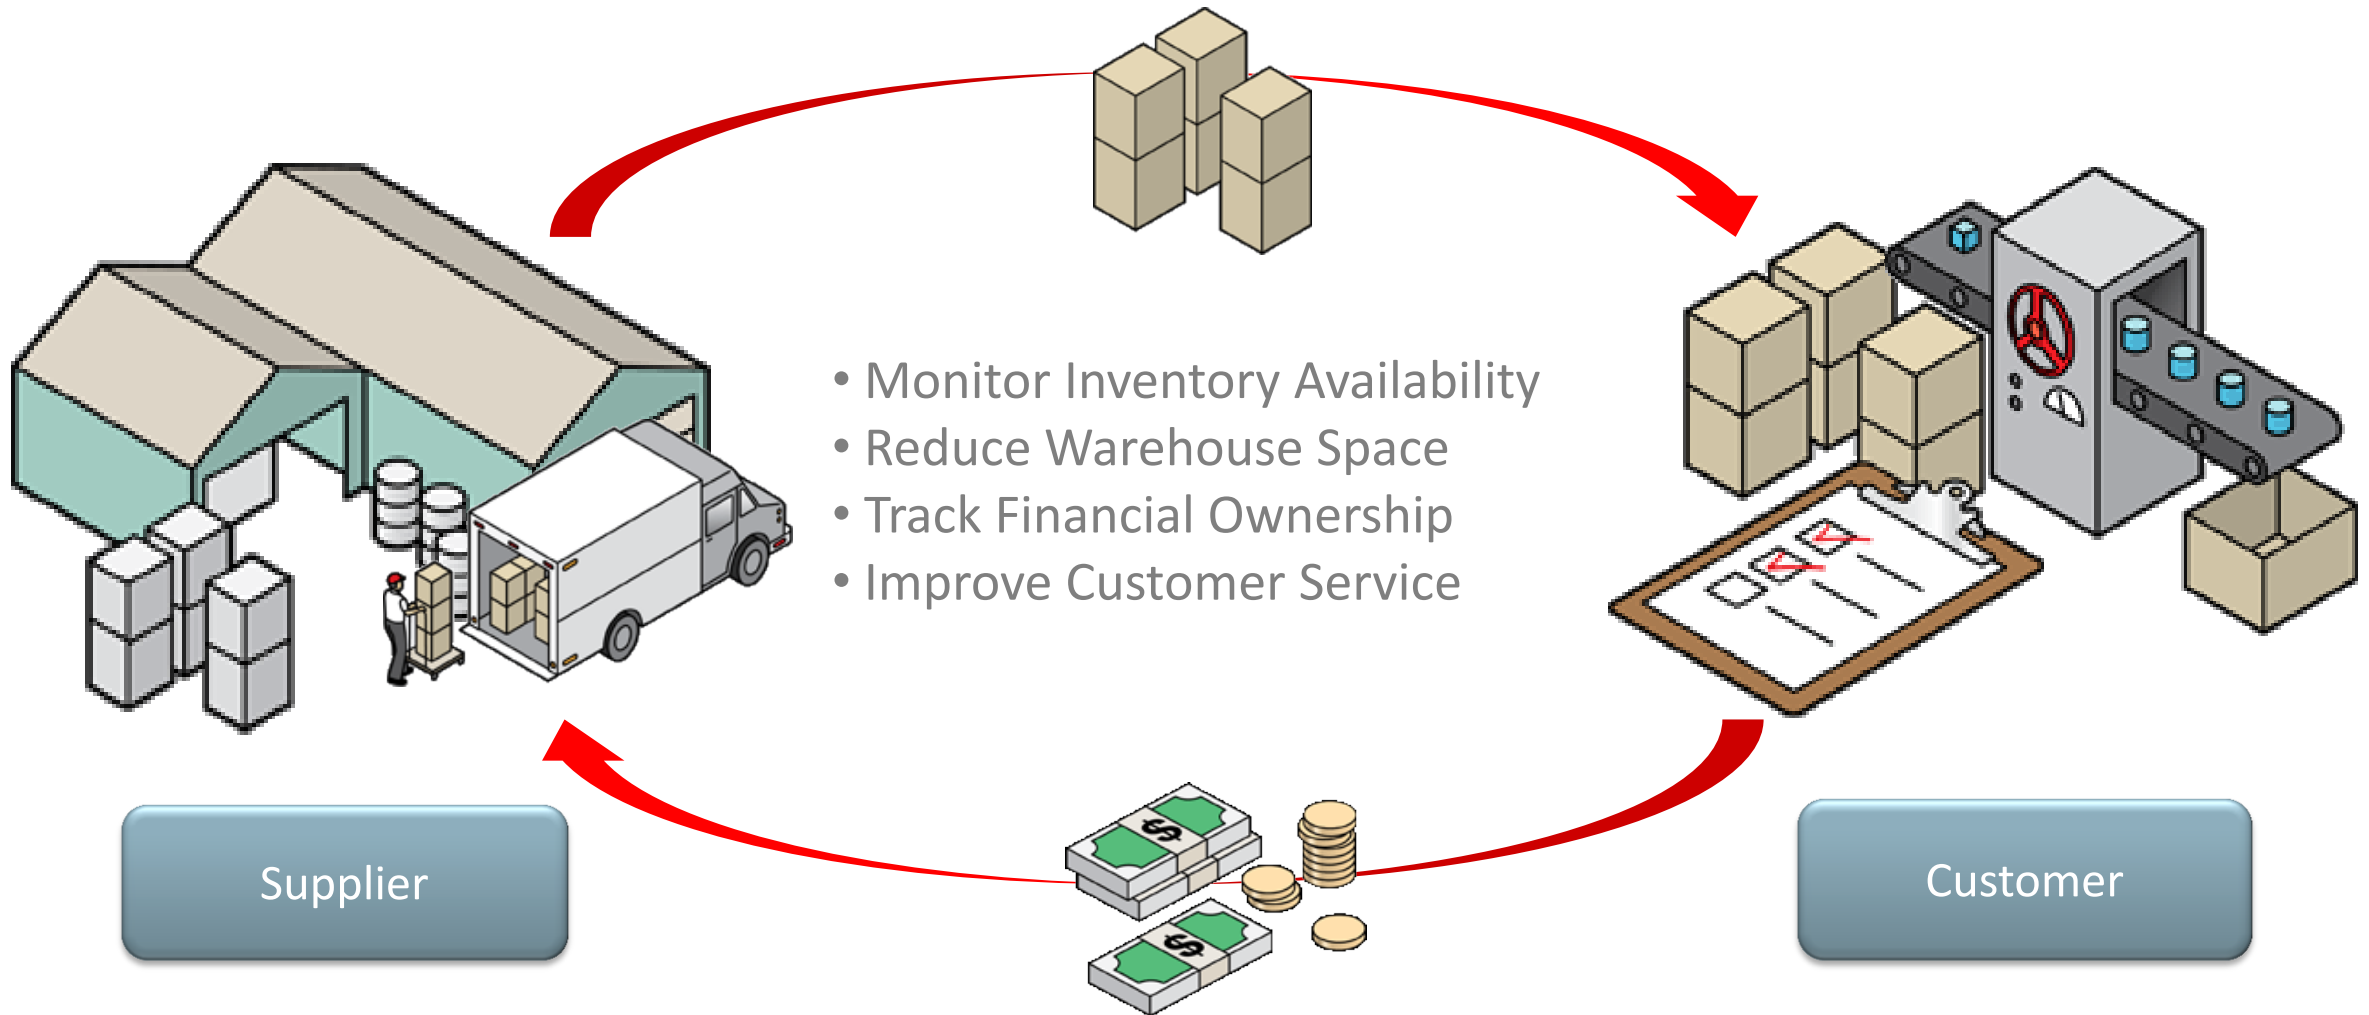 • Monitor Inventory Availability
• Reduce Warehouse Space
• Track Financial Ownership
• Improve Customer Service
$
$
Supplier
Customer